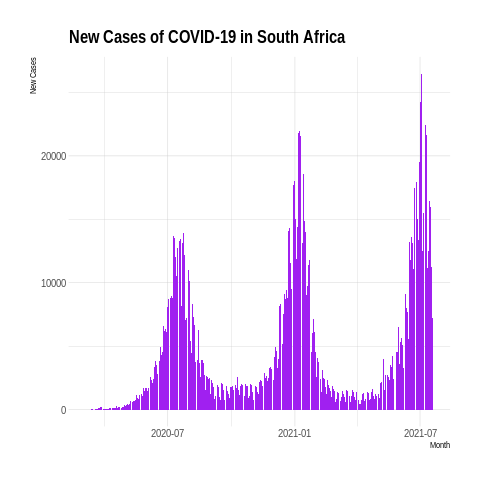 New Cases of COVID-19 in South Africa
New Cases
20000
10000
0
2020-07
2021-01
2021-07
Month